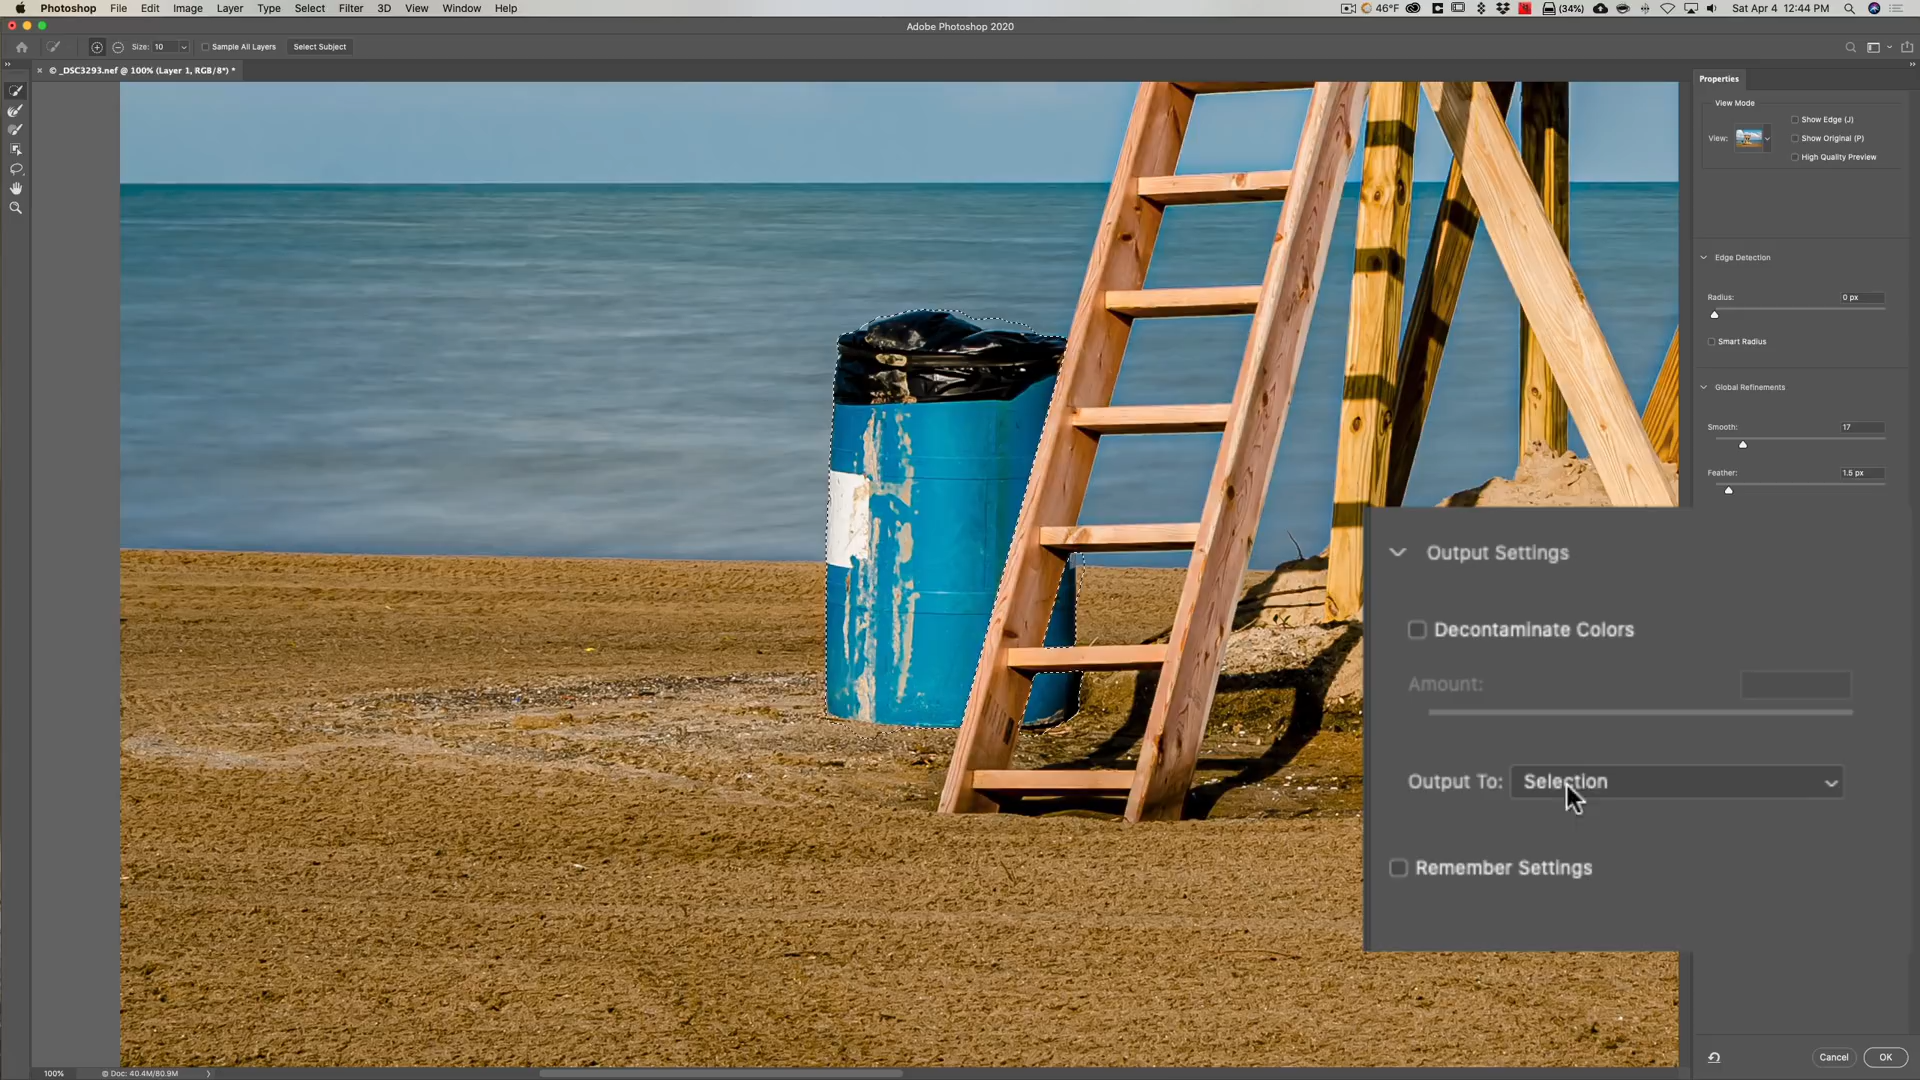 Photoshop File Edit Image Layer Type Select Filter 3D View Window Help 46°F (34%) Sat Apr 4 12:44 PM
Adobe Photoshop 2020
Size: 10 Sample All Layers Select Subject
× © _DSC3293.nef @ 100% (Layer 1, RGB/8*) *
Properties
View Mode
Show Edge (J)
View: Show Original (P)
High Quality Preview
Edge Detection
Radius: 0 px
Smart Radius
Global Refinements
Smooth: 17
Feather: 1.5 px
Output Settings
Decontaminate Colors
Amount:
Output To: Selection
Remember Settings
Cancel OK
100% © Doc: 40.4M/80.9M